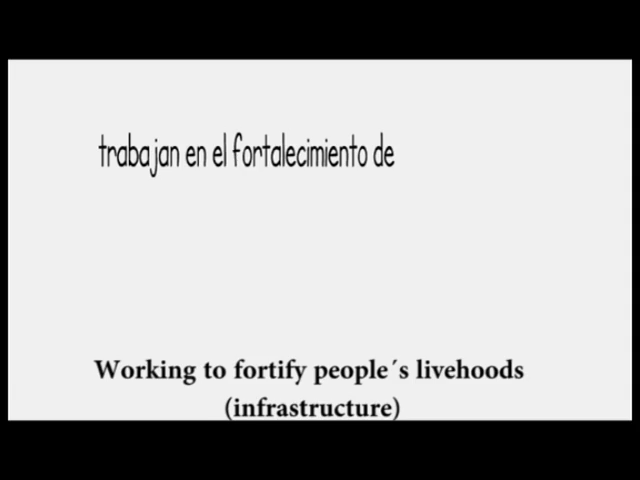 trabajan en el fortalecimiento de
Working to fortify people´s livehoods
(infrastructure)